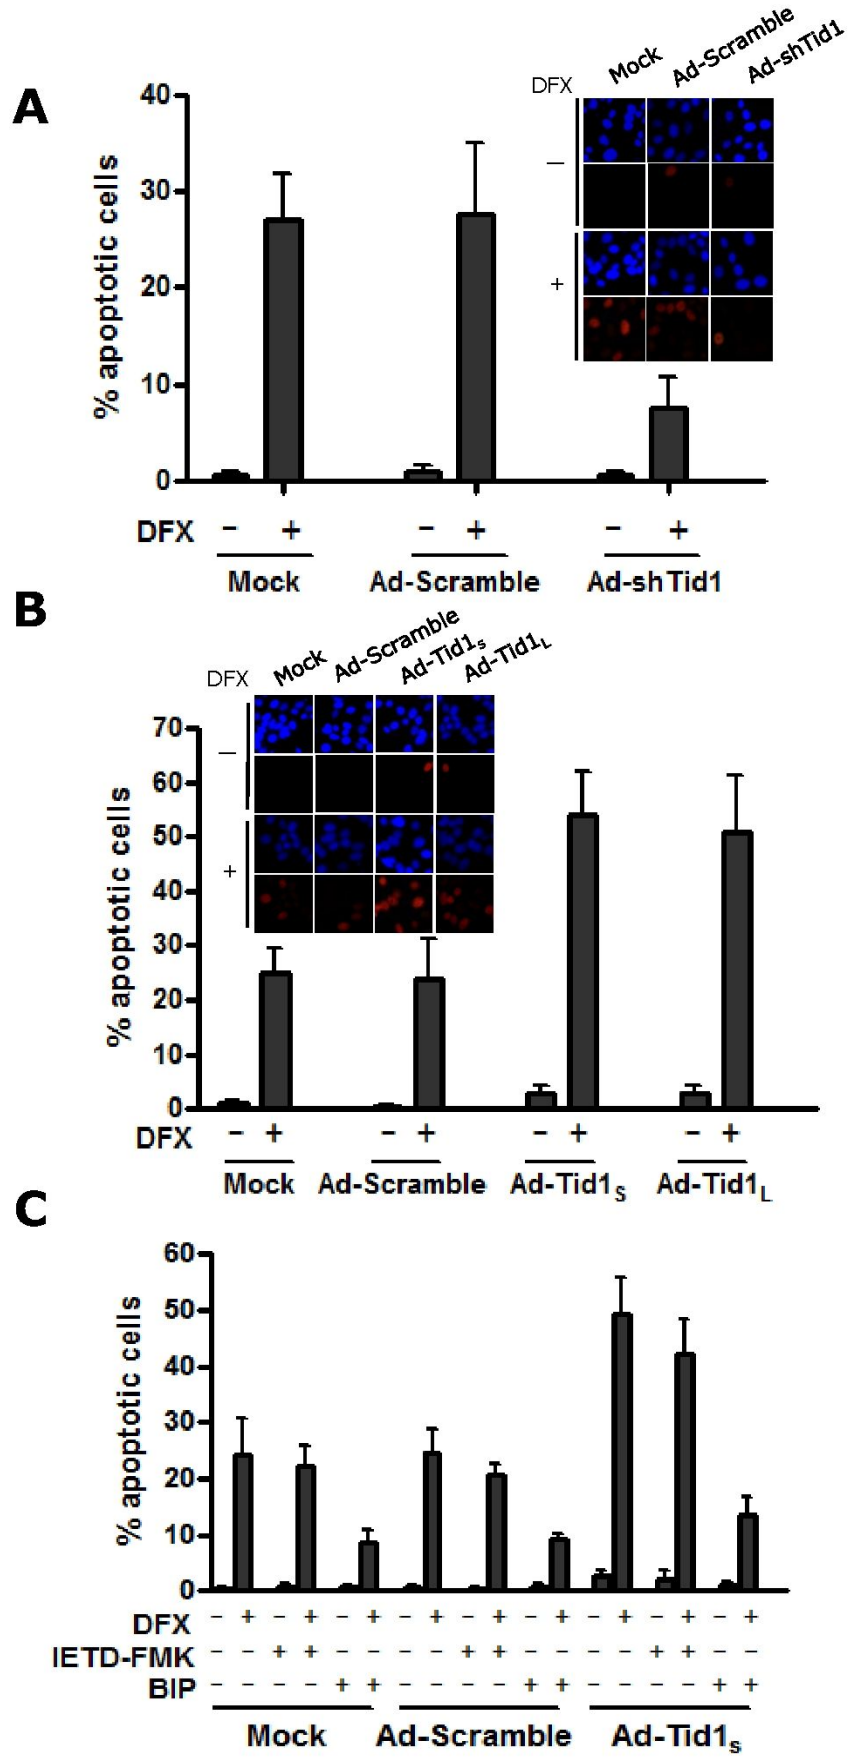 A
DFX
Mock
Ad-Scramble
Ad-shTid1
–
+
% apoptotic cells
40
30
20
10
0
DFX – + – + – +
Mock Ad-Scramble Ad-shTid1
B
DFX
Mock
Ad-Scramble
Ad-Tid1s
Ad-Tid1L
–
+
% apoptotic cells
70
60
50
40
30
20
10
0
DFX – + – + – + – +
Mock Ad-Scramble Ad-Tid1S Ad-Tid1L
C
% apoptotic cells
60
50
40
30
20
10
0
DFX – + – + – + – + – + – + – + – + – +
IETD-FMK – – + + – – – – + + – – – – + + – –
BIP – – – – + + – – – – + + – – – – + +
Mock Ad-Scramble Ad-Tid1s